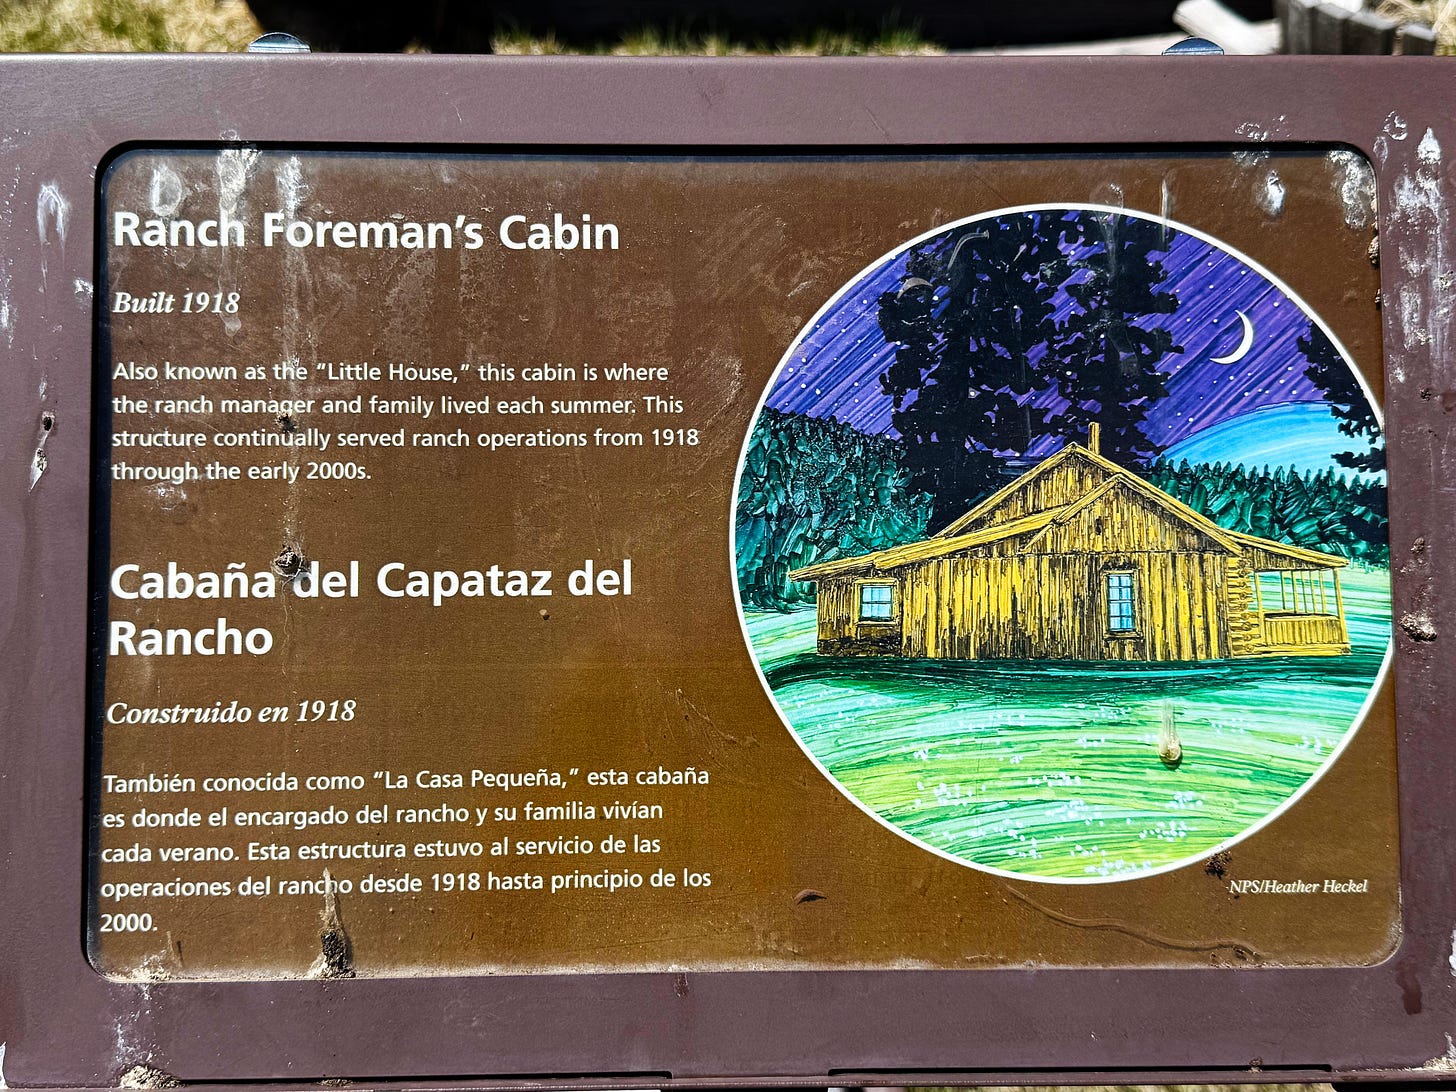 Ranch Foreman's Cabin
Built 1918
Also known as the “Little House,” this cabin is where
the ranch manager and family lived each summer. This
structure continually served ranch operations from 1918
through the early 2000s.
Cabaña del Capataz del
Rancho
Construido en 1918
También conocida como “La Casa Pequeña,” esta cabaña
es donde el encargado del rancho y su familia vivían
cada verano. Esta estructura estuvo al servicio de las
operaciones del rancho desde 1918 hasta principio de los
2000.
NPS/Heather Heckel